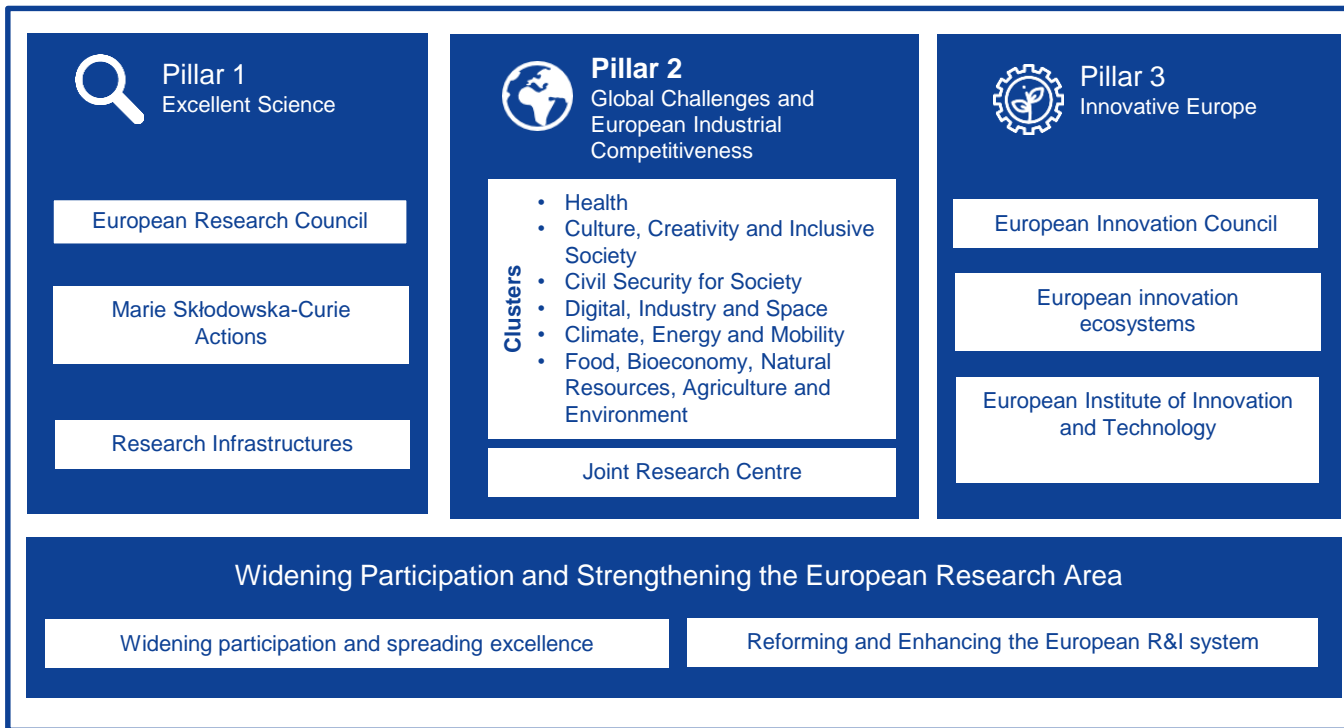 Pillar 1
Excellent Science
European Research Council
Marie Skłodowska-Curie
Actions
Research Infrastructures
Pillar 2
Global Challenges and
European Industrial
Competitiveness
Clusters
• Health
• Culture, Creativity and Inclusive
Society
• Civil Security for Society
• Digital, Industry and Space
• Climate, Energy and Mobility
• Food, Bioeconomy, Natural
Resources, Agriculture and
Environment
Joint Research Centre
Pillar 3
Innovative Europe
European Innovation Council
European innovation
ecosystems
European Institute of Innovation
and Technology
Widening Participation and Strengthening the European Research Area
Widening participation and spreading excellence
Reforming and Enhancing the European R&I system